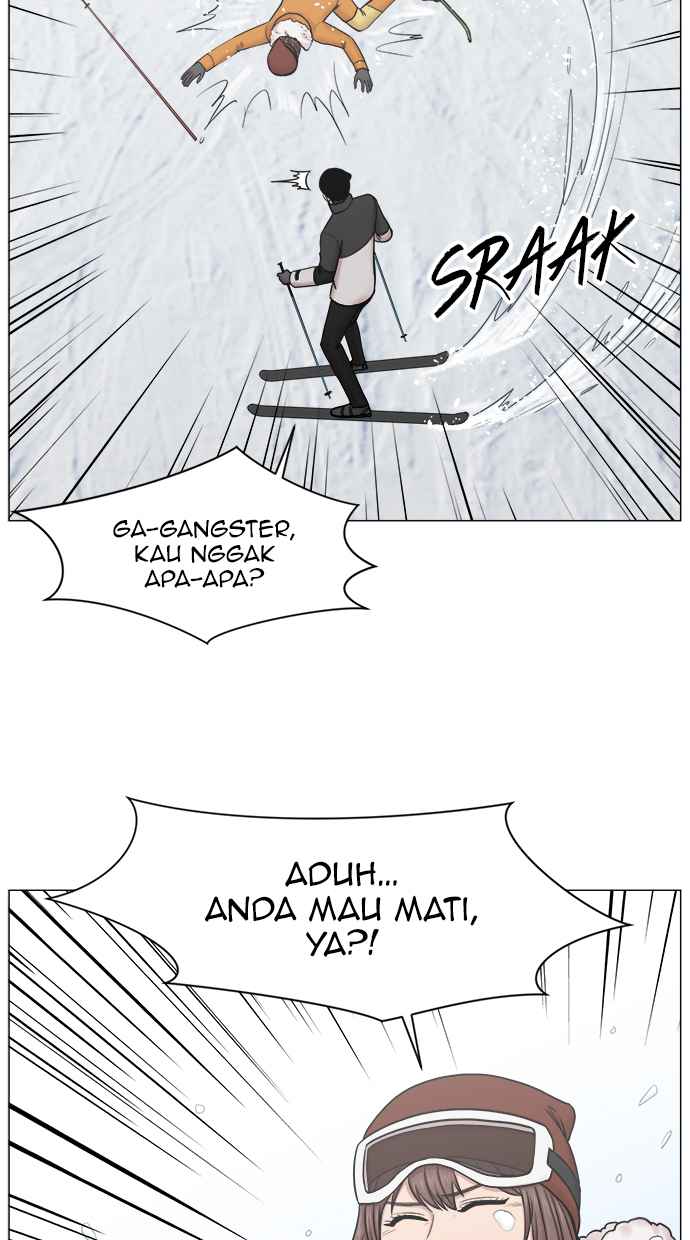 SRAAK
GA-GANGSTER,
KAU NGGAK
APA-APA?
ADUH...
ANDA MAU MATI,
YA?!